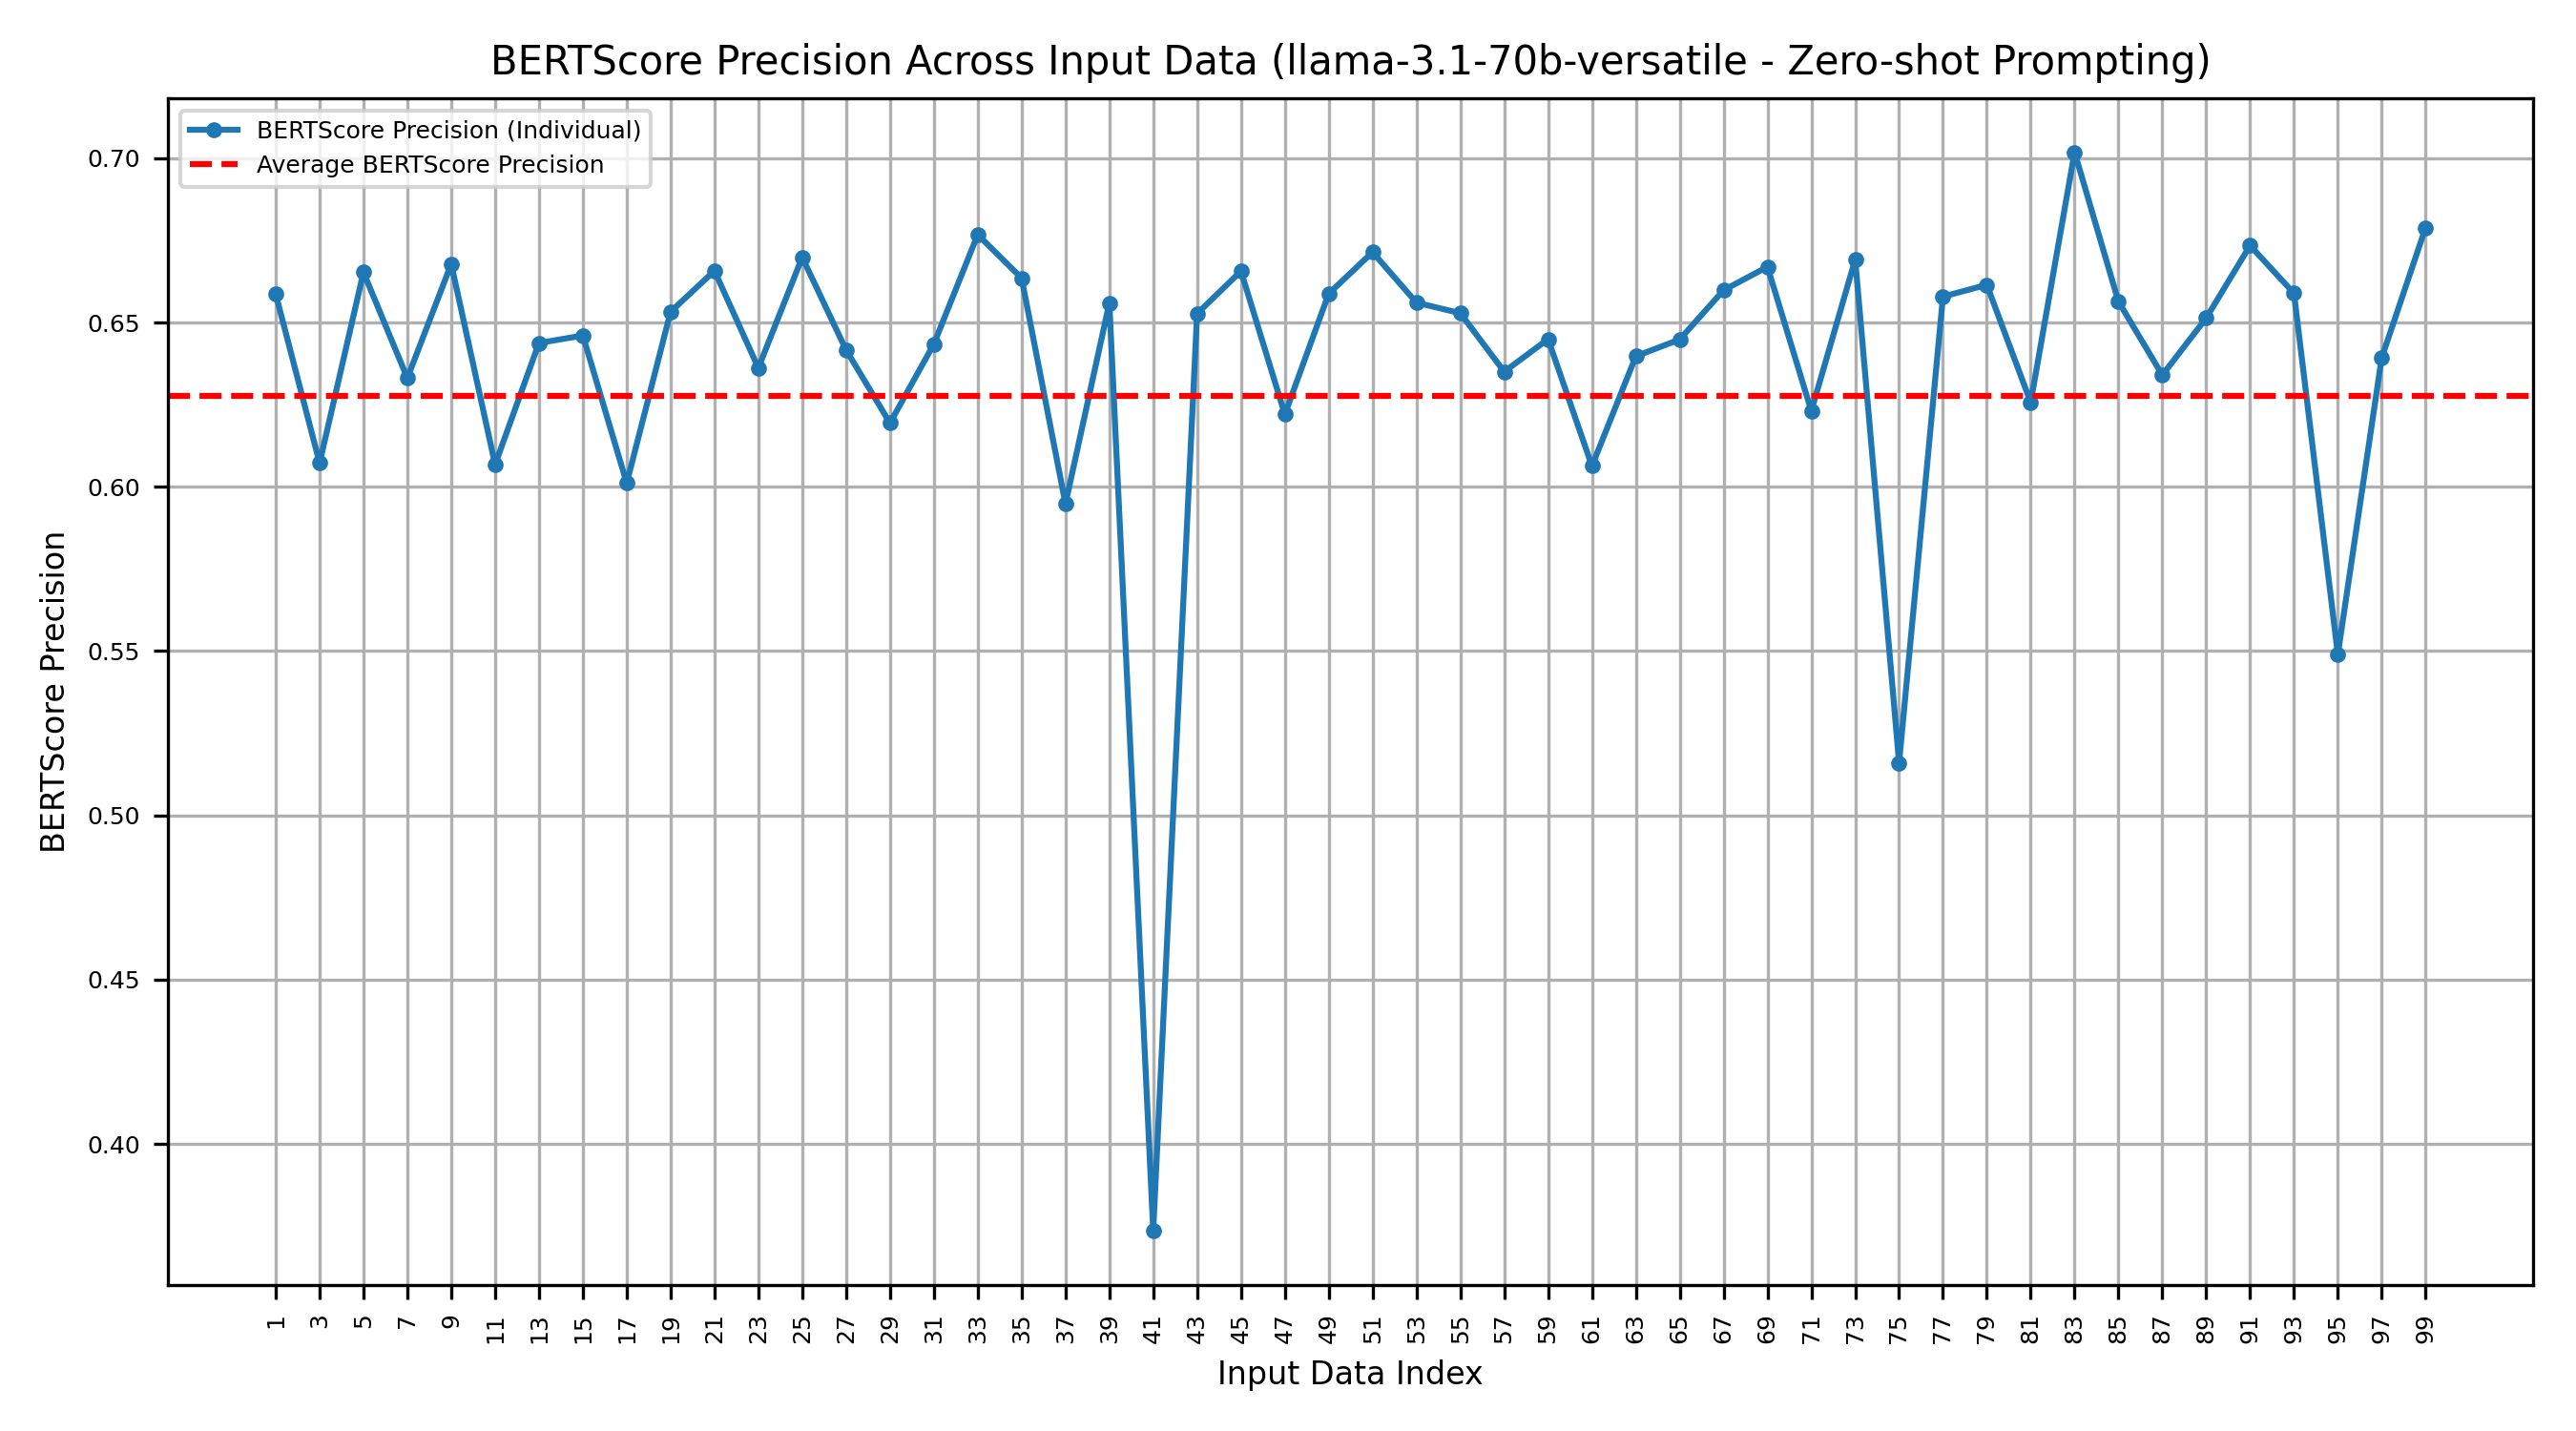 BERTScore Precision Across Input Data (llama-3.1-70b-versatile - Zero-shot Prompting)
BERTScore Precision (Individual)
Average BERTScore Precision
BERTScore Precision
0.70
0.65
0.60
0.55
0.50
0.45
0.40
1 3 5 7 9 11 13 15 17 19 21 23 25 27 29 31 33 35 37 39 41 43 45 47 49 51 53 55 57 59 61 63 65 67 69 71 73 75 77 79 81 83 85 87 89 91 93 95 97 99
Input Data Index